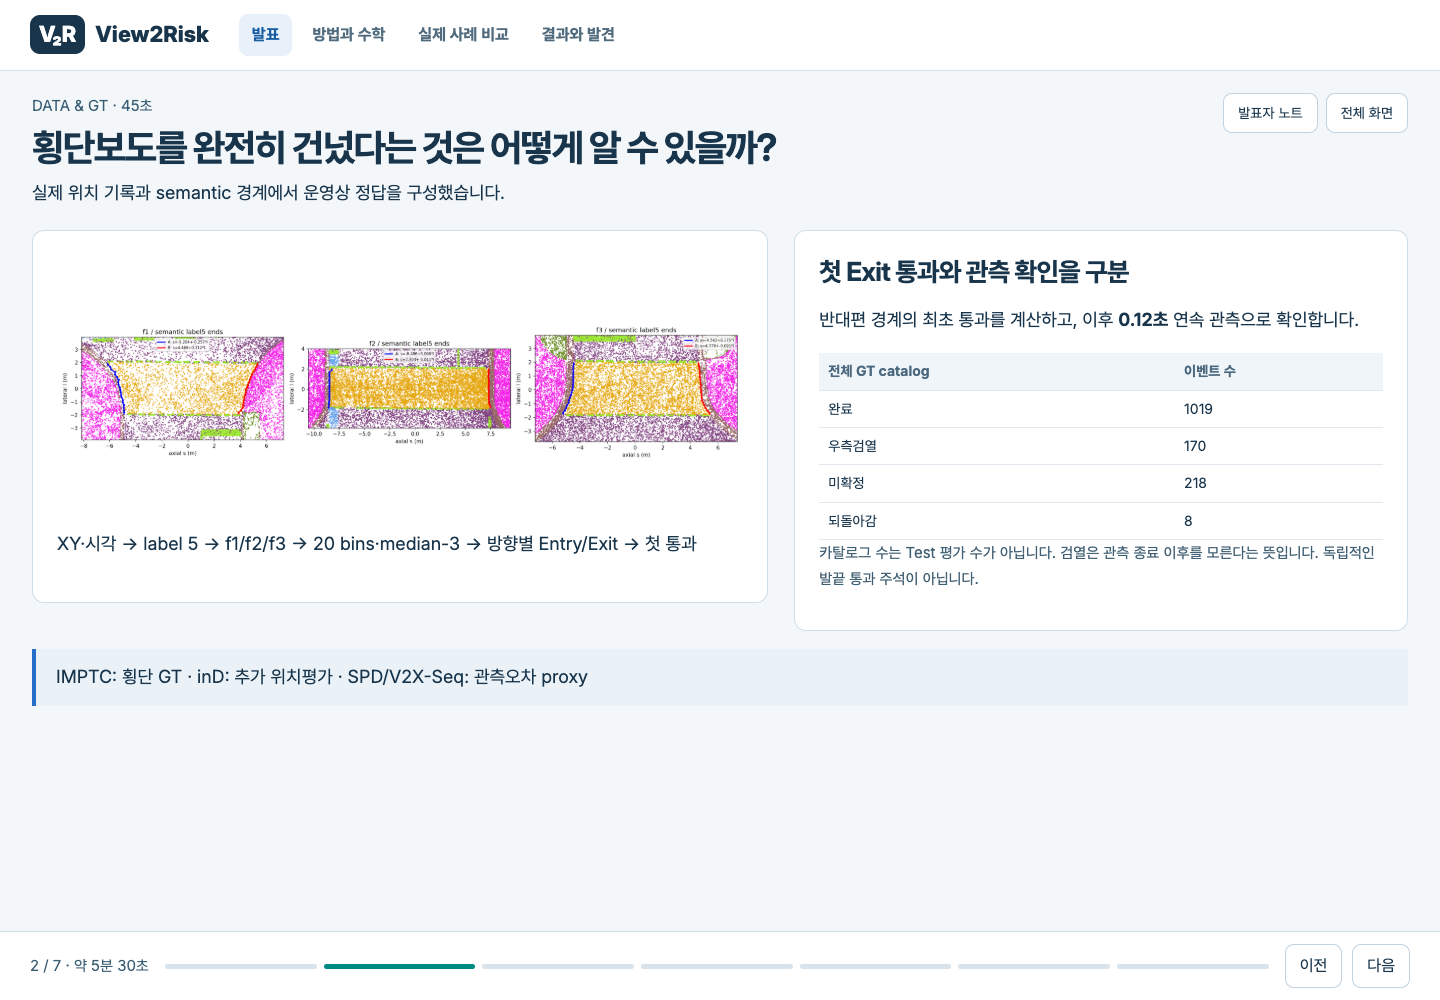 V2R View2Risk 발표 방법과 수학 실제 사례 비교 결과와 발견
DATA & GT · 45초
발표자 노트 전체 화면
횡단보도를 완전히 건넜다는 것은 어떻게 알 수 있을까?
실제 위치 기록과 semantic 경계에서 운영상 정답을 구성했습니다.
f1 / semantic label5 ends
f2 / semantic label5 ends
f3 / semantic label5 ends
lateral l (m)
axial s (m)
lateral l (m)
axial s (m)
lateral l (m)
axial s (m)
XY·시각 → label 5 → f1/f2/f3 → 20 bins·median-3 → 방향별 Entry/Exit → 첫 통과
첫 Exit 통과와 관측 확인을 구분
반대편 경계의 최초 통과를 계산하고, 이후 0.12초 연속 관측으로 확인합니다.
전체 GT catalog 이벤트 수
완료 1019
우측검열 170
미확정 218
되돌아감 8
카탈로그 수는 Test 평가 수가 아닙니다. 검열은 관측 종료 이후를 모른다는 뜻입니다. 독립적인
발끝 통과 주석이 아닙니다.
IMPTC: 횡단 GT · inD: 추가 위치평가 · SPD/V2X-Seq: 관측오차 proxy
2 / 7 · 약 5분 30초
이전 다음